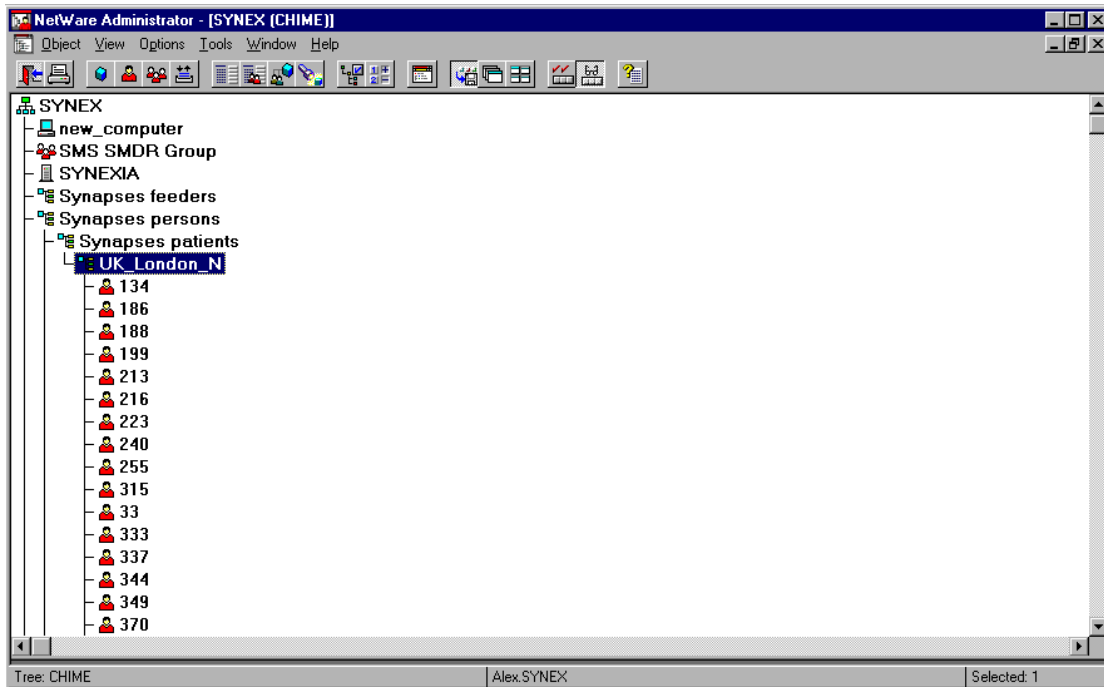 NetWare Administrator - [SYNEX (CHIME)]
Object View Options Tools Window Help
SYNEX
new_computer
SMS SMDR Group
SYNEXIA
Synapses feeders
Synapses persons
Synapses patients
UK_London_N
134
186
188
199
213
216
223
240
255
315
33
333
337
344
349
370
Tree: CHIME Alex.SYNEX Selected: 1